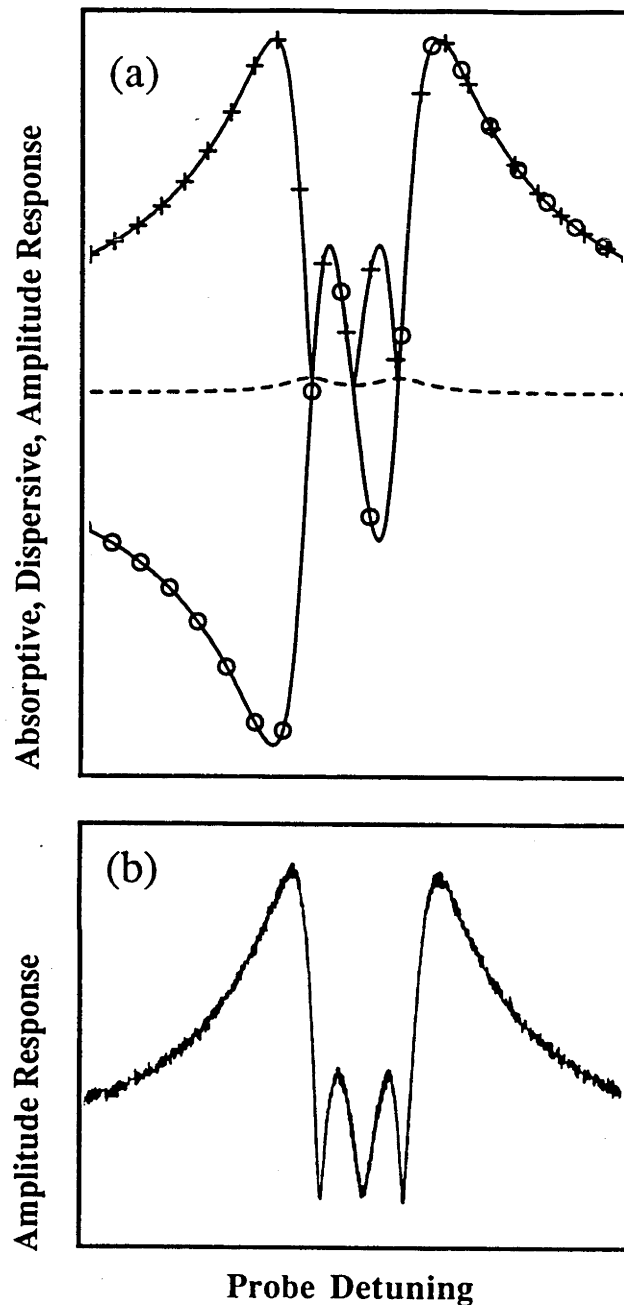 (a)
Absorptive, Dispersive, Amplitude Response
(b)
Amplitude Response
Probe Detuning